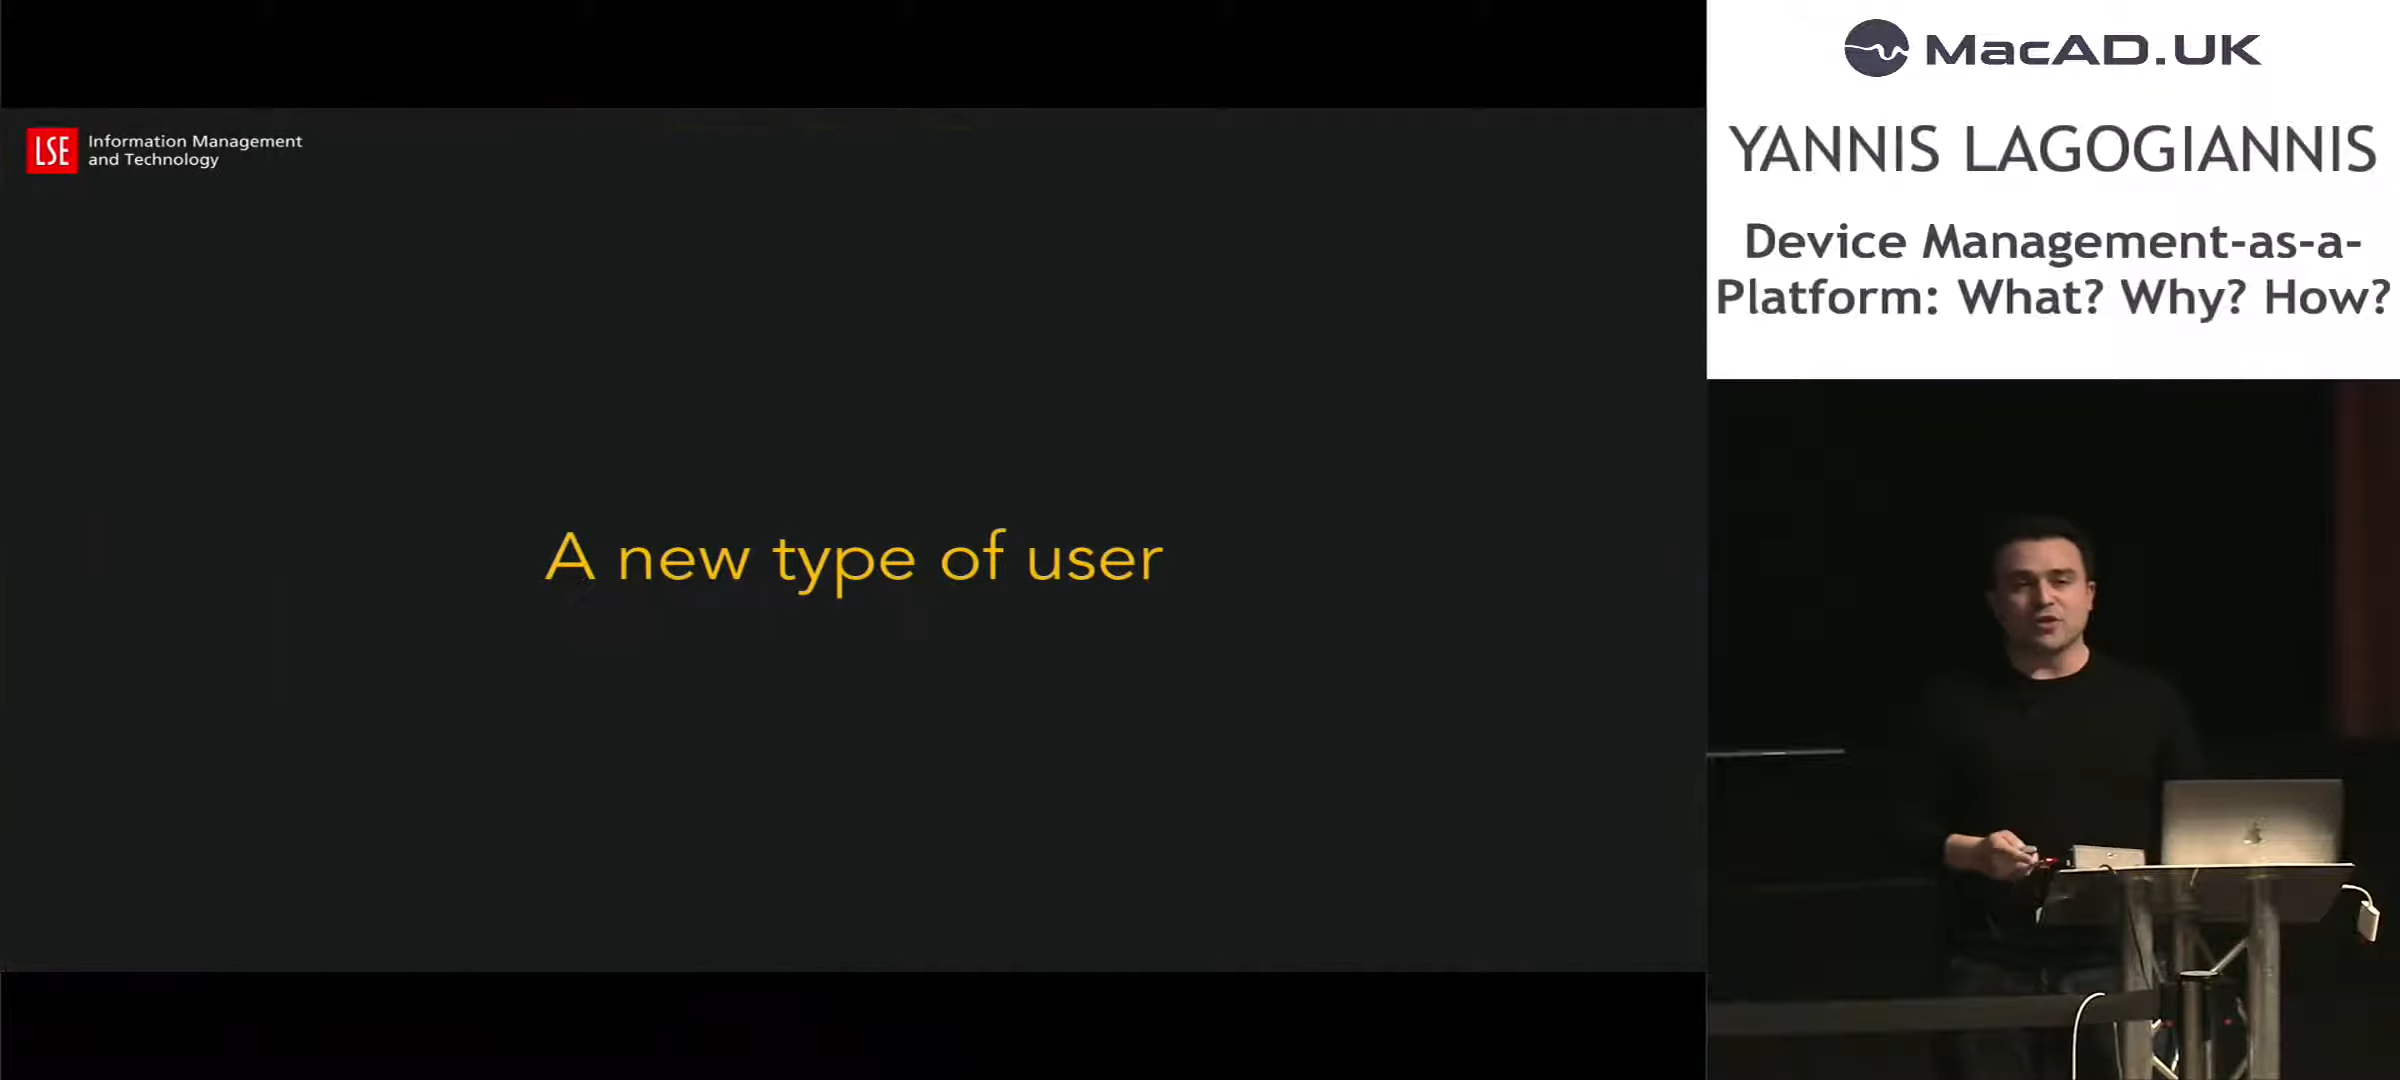 LSE Information Management
and Technology
A new type of user
MacAD.UK
YANNIS LAGOGIANNIS
Device Management-as-a-
Platform: What? Why? How?